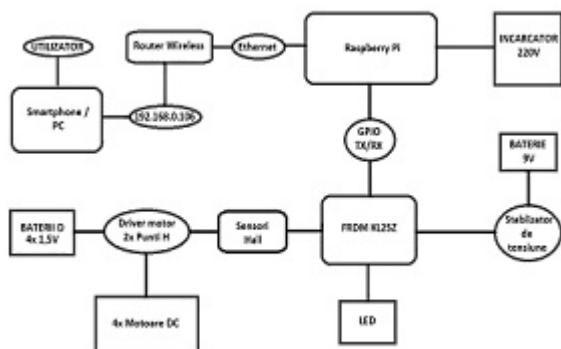 UTILIZATOR
Router Wireless
Ethernet
Raspberry Pi
INCARCATOR
220V
Smartphone /
PC
192.168.0.106
GPIO
TX/RX
BATERIE
9V
BATERII D
4x 1,5V
Driver motor
2x Punti H
Sensori
Hall
FRDM KL25Z
Stabilizator
de
tensiune
4x Motoare DC
LED